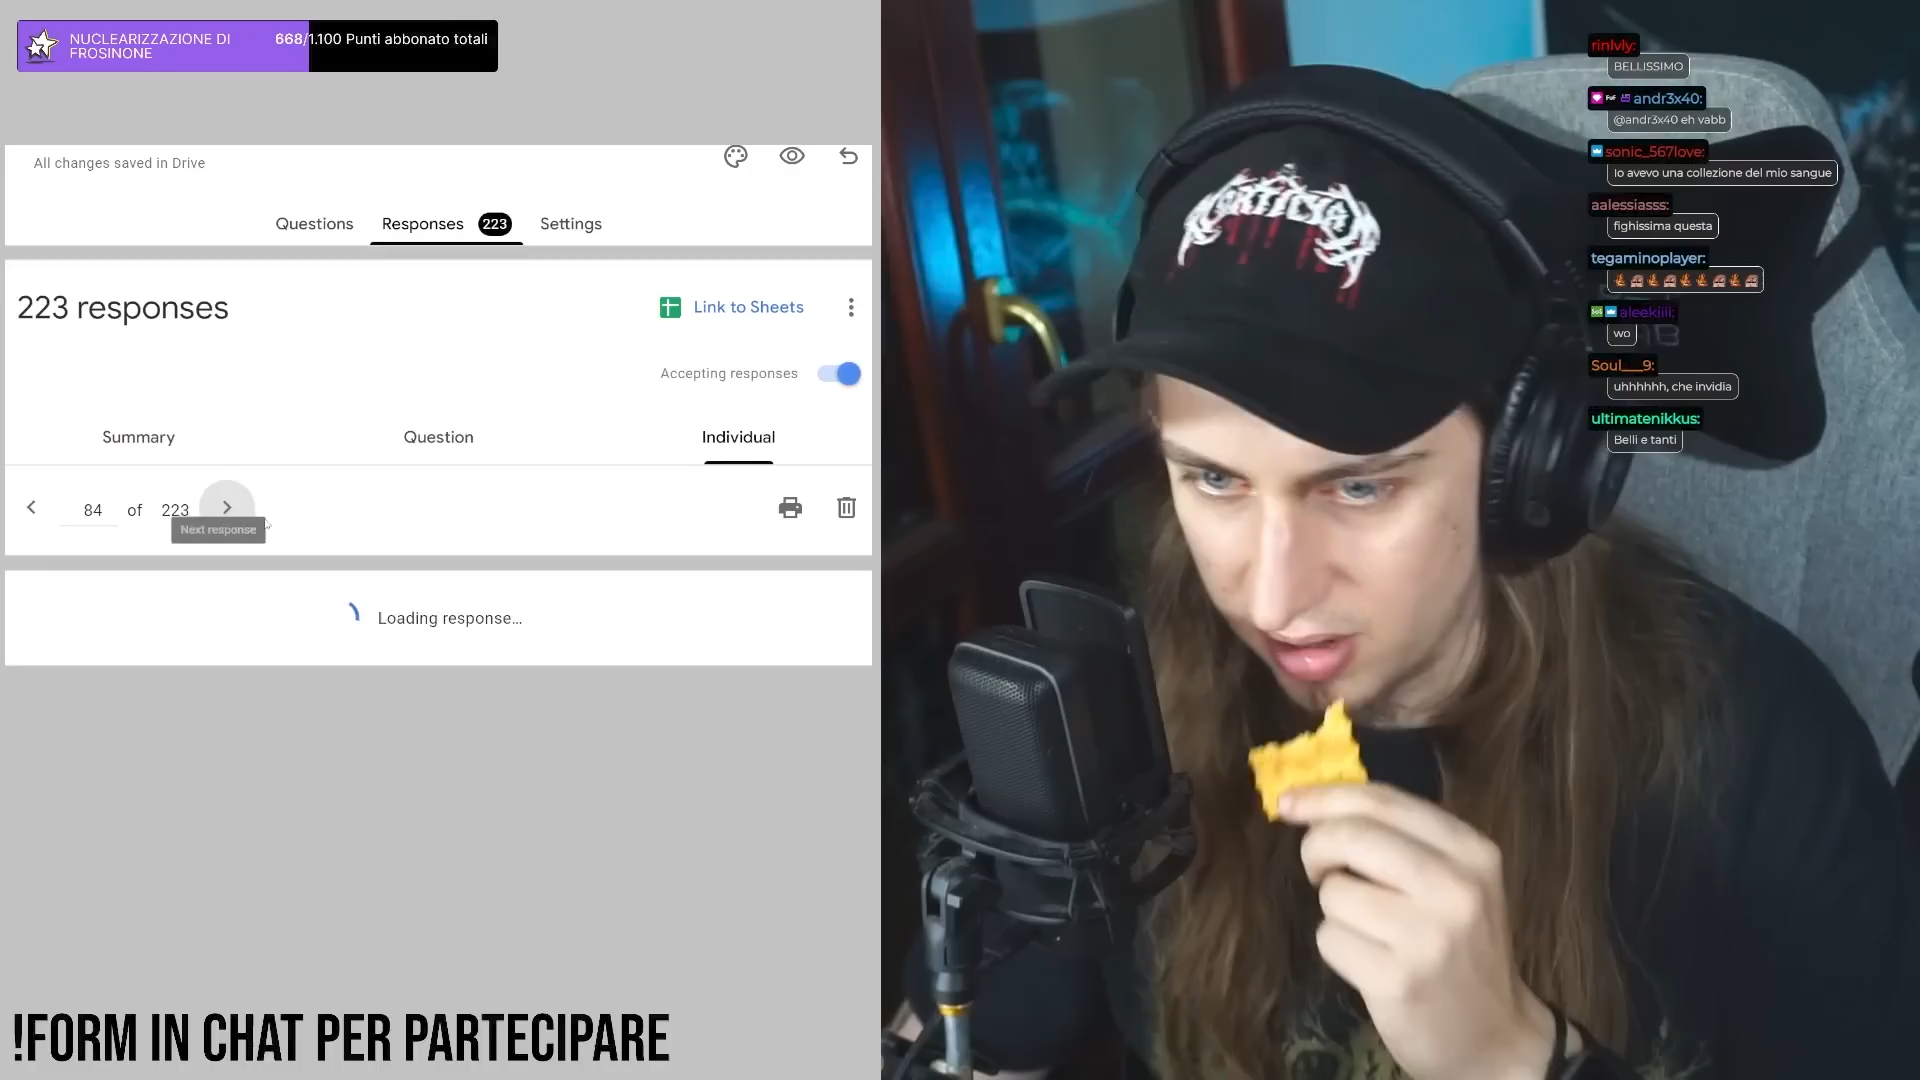 NUCLEARIZZAZIONE DI
FROSINONE
668/1.100 Punti abbonato totali
All changes saved in Drive
Questions
Responses
223
Settings
223 responses
Link to Sheets
Accepting responses
Summary
Question
Individual
84 of 223
Next response
Loading response...
!FORM IN CHAT PER PARTECIPARE
rinlvly:
BELLISSIMO
andr3x40:
@andr3x40 eh vabb
sonic_567love:
Io avevo una collezione del mio sangue
aalessiasss:
fighissima questa
tegaminoplayer:
aleekiiii:
wo
Soul___9:
uhhhhhh, che invidia
ultimatenikkus:
Belli e tanti